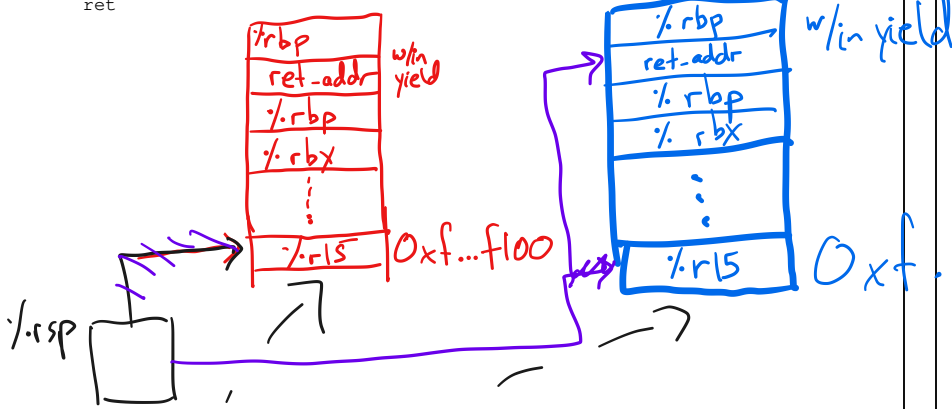 ret
%rbp
ret_addr
%rbp
%rbx
%r15
w/in
yield
0xf...f100
%rbp
ret_addr
%rbp
%rbx
%r15
w/in yield
0xf.
%rsp